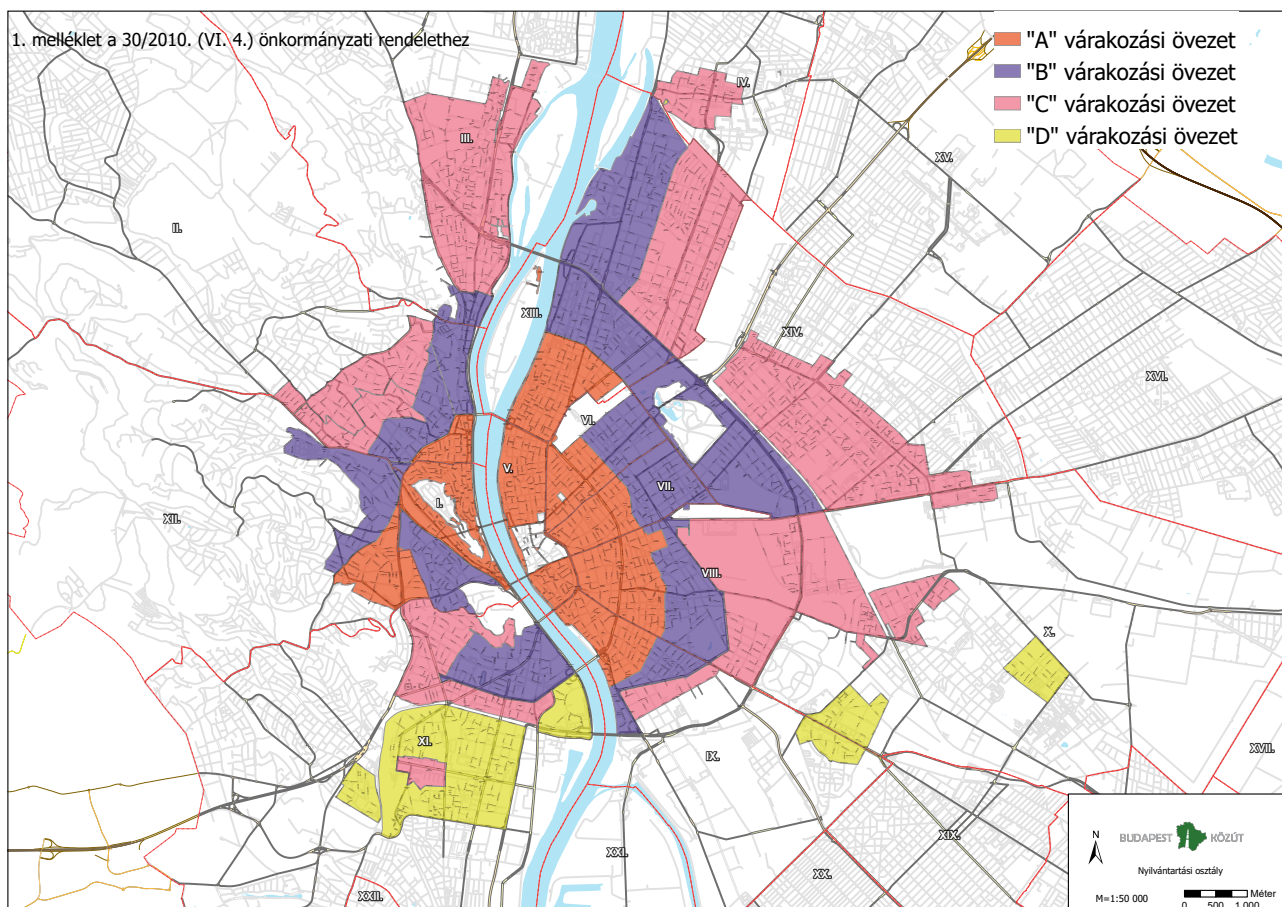 1. melléklet a 30/2010. (VI. 4.) önkormányzati rendelethez
"A" várakozási övezet
"B" várakozási övezet
"C" várakozási övezet
"D" várakozási övezet
IV.
III.
XV.
II.
XIII.
XIV.
XVI.
VI.
V.
VII.
I.
XII.
VIII.
X.
XI.
IX.
XVII.
XIX.
XXI.
XX.
XXII.
N
BUDAPEST KÖZÚT
Nyilvántartási osztály
M=1:50 000
Méter
0 500 1 000